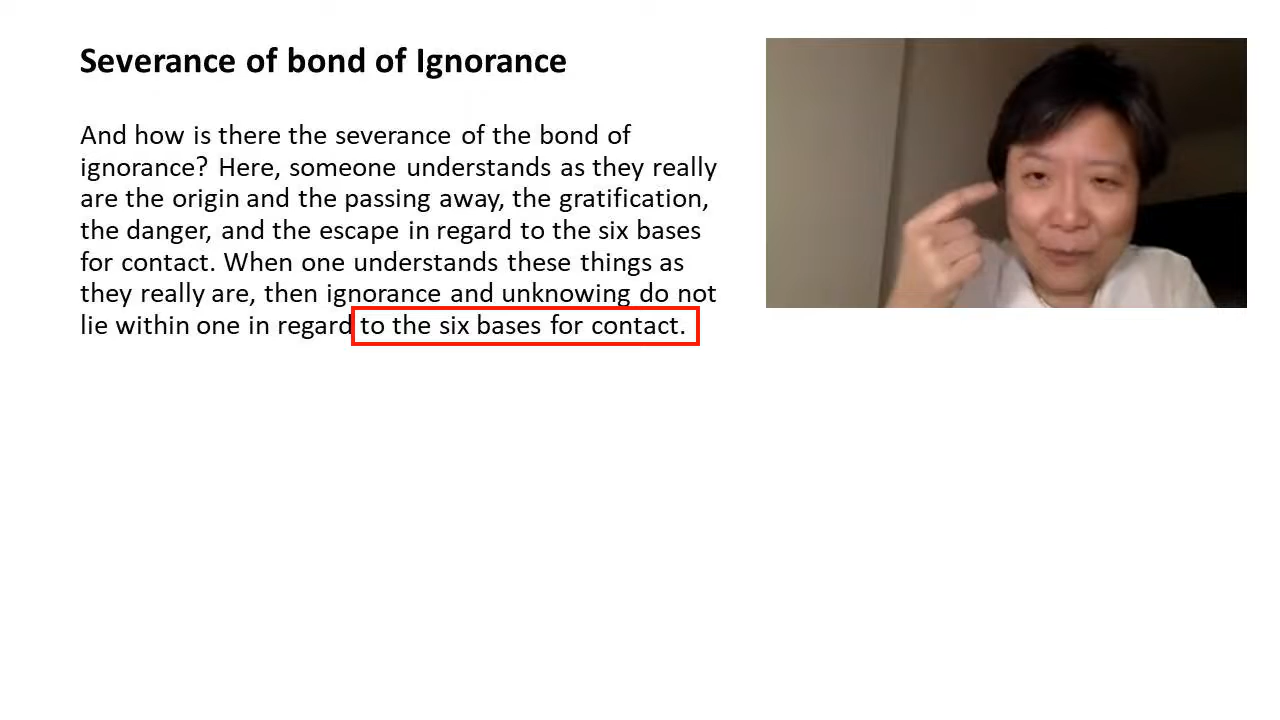 Severance of bond of Ignorance
And how is there the severance of the bond of
ignorance? Here, someone understands as they really
are the origin and the passing away, the gratification,
the danger, and the escape in regard to the six bases
for contact. When one understands these things as
they really are, then ignorance and unknowing do not
lie within one in regard to the six bases for contact.